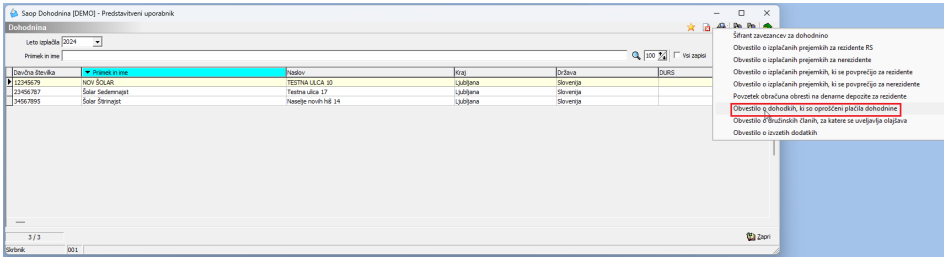 Saop Dohodnina [DEMO] - Predstavitveni uporabnik
Dohodnina
Leto izplačila 2024
Priimek in ime 100 Vsi zapisi
Davčna številka Priimek in ime Naslov Kraj Država DURS
12345679 NOV ŠOLAR TESTNA ULCA 10 Ljubljana Slovenija
23456787 Šolar Sedemnajst Testna ulica 17 Ljubljana Slovenija
34567895 Šolar Štirinajst Naselje novih hiš 14 Ljubljana Slovenija
3 / 3
Zapri
Skrbnik 001
Šifrant zavezancev za dohodnino
Obvestilo o izplačanih prejemkih za rezidente RS
Obvestilo o izplačanih prejemkih za nerezidente
Obvestilo o izplačanih prejemkih, ki se povprečijo za rezidente
Obvestilo o izplačanih prejemkih, ki se povprečijo za nerezidente
Povzetek obračuna obresti na denarne depozite za rezidente
Obvestilo o dohodkih, ki so oproščeni plačila dohodnine
Obvestilo o družinskih članih, za katere se uveljavlja olajšava
Obvestilo o izvzetih dodatkih